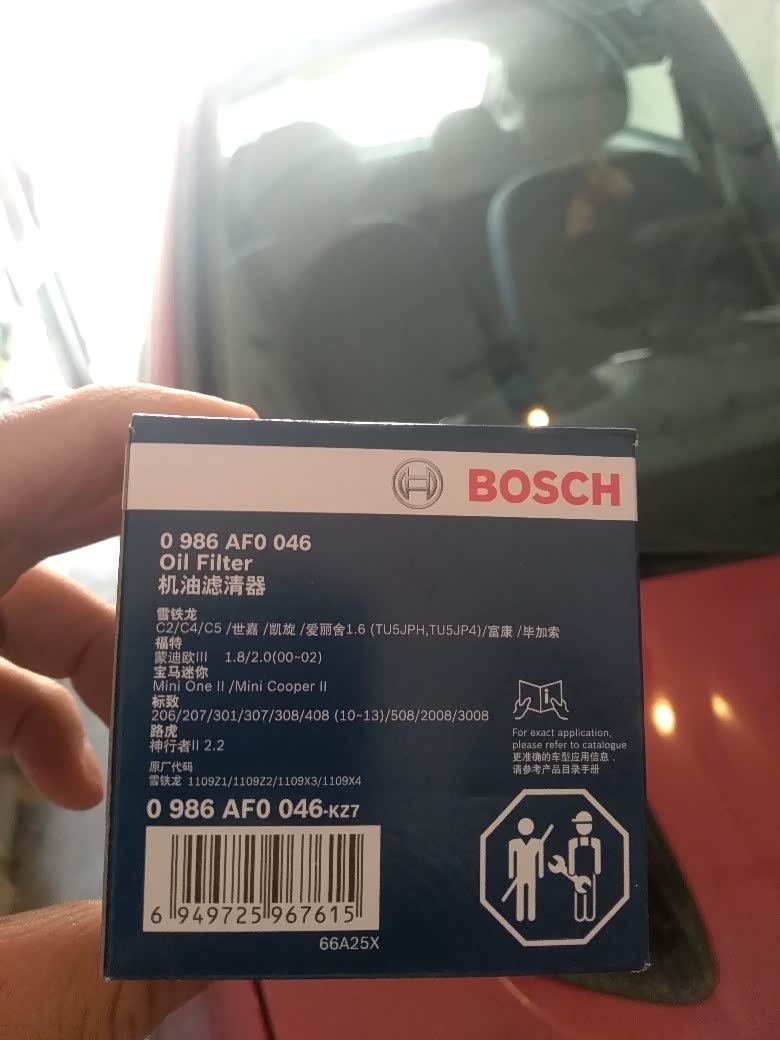 BOSCH
0 986 AF0 046
Oil Filter
机油滤清器
雪铁龙
C2/C4/C5 /世嘉 /凯旋 /爱丽舍1.6 (TU5JPH,TU5JP4)/富康 /毕加索
福特
蒙迪欧III 1.8/2.0(00~02)
宝马迷你
Mini One II /Mini Cooper II
标致
206/207/301/307/308/408 (10~13)/508/2008/3008
路虎
神行者II 2.2
原厂代码
雪铁龙 1109Z1/1109Z2/1109X3/1109X4
0 986 AF0 046-KZ7
6 949725 967615
66A25X
For exact application,
please refer to catalogue
更准确的车型应用信息，
请参考产品目录手册